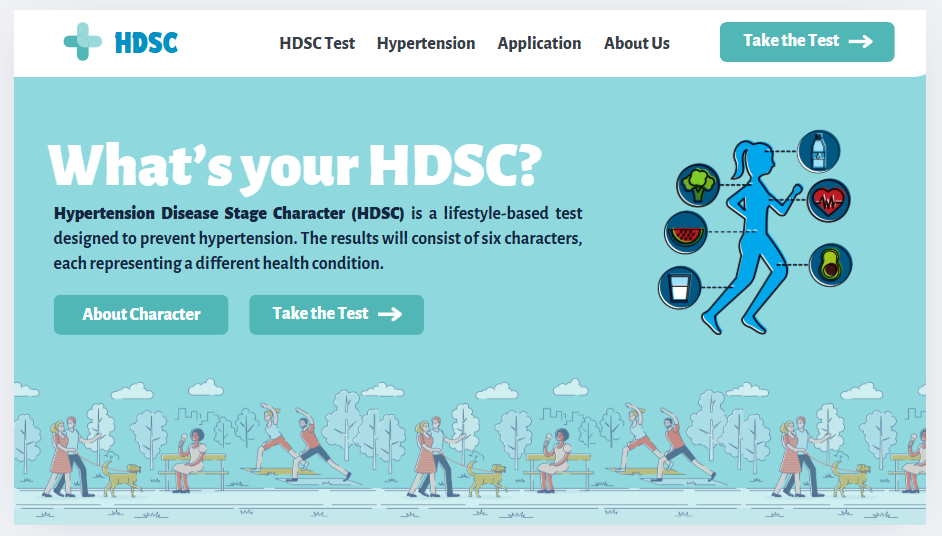 HDSC
HDSC Test
Hypertension
Application
About Us
Take the Test
What's your HDSC?
Hypertension Disease Stage Character (HDSC) is a lifestyle-based test
designed to prevent hypertension. The results will consist of six characters,
each representing a different health condition.
About Character
Take the Test